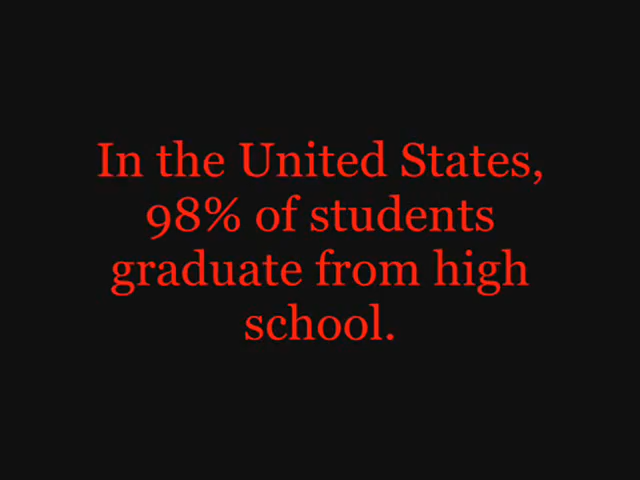 In the United States,
98% of students
graduate from high
school.